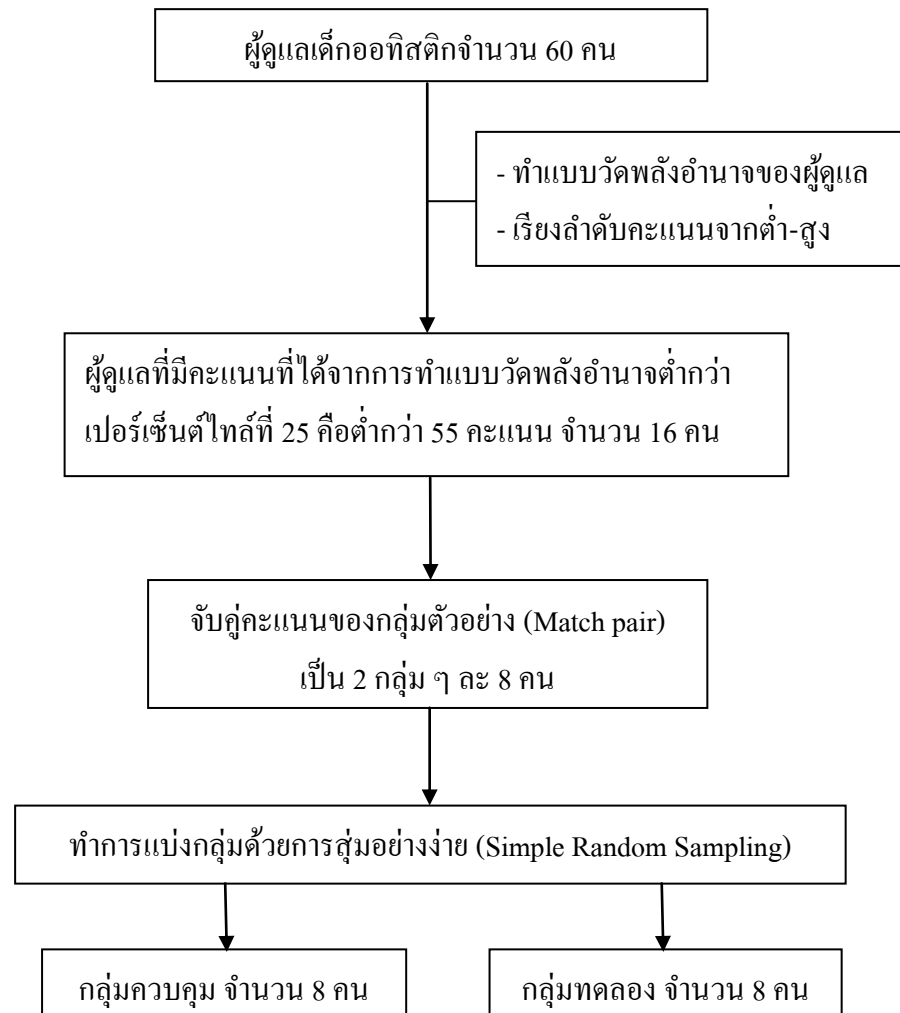 ผู้ดูแลเด็กออทิสติกจำนวน 60 คน
- ทำแบบวัดพลังอำนาจของผู้ดูแล
- เรียงลำดับคะแนนจากต่ำ-สูง
ผู้ดูแลที่มีคะแนนที่ได้จากการทำแบบวัดพลังอำนาจต่ำกว่า
เปอร์เซ็นต์ไทล์ที่ 25 คือต่ำกว่า 55 คะแนน จำนวน 16 คน
จับคู่คะแนนของกลุ่มตัวอย่าง (Match pair)
เป็น 2 กลุ่ม ๆ ละ 8 คน
ทำการแบ่งกลุ่มด้วยการสุ่มอย่างง่าย (Simple Random Sampling)
กลุ่มควบคุม จำนวน 8 คน
กลุ่มทดลอง จำนวน 8 คน